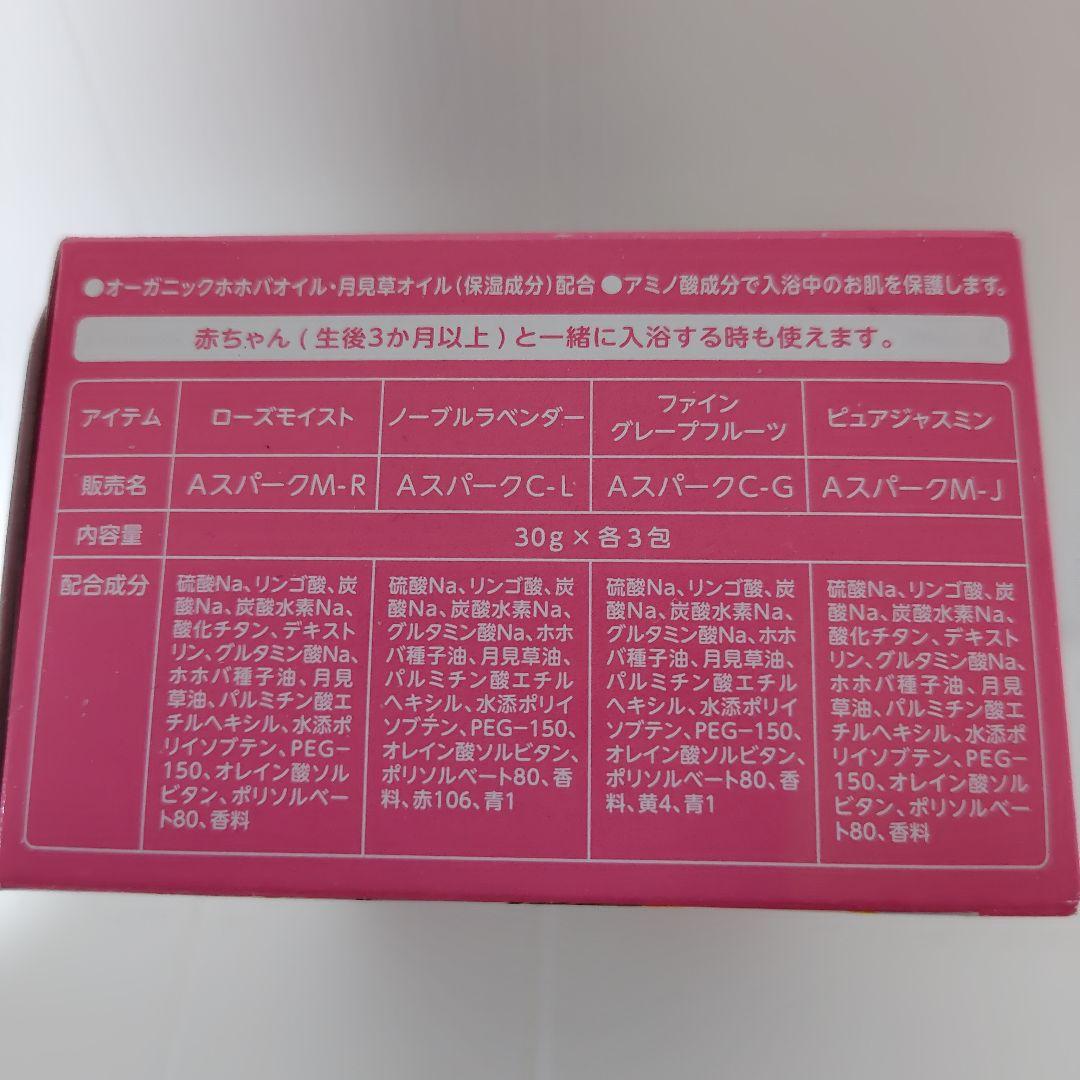 ●オーガニックホホバオイル・月見草オイル(保湿成分)配合 ●アミノ酸成分で入浴中のお肌を保護します。
赤ちゃん(生後3か月以上)と一緒に入浴する時も使えます。
アイテム ローズモイスト ノーブルラベンダー ファイン グレープフルーツ ピュアジャスミン
販売名 AスパークM-R AスパークC-L AスパークC-G AスパークM-J
内容量 30g×各3包
配合成分
硫酸Na、リンゴ酸、炭
酸Na、炭酸水素Na、
酸化チタン、デキスト
リン、グルタミン酸Na、
ホホバ種子油、月見
草油、パルミチン酸エ
チルヘキシル、水添ポ
リイソブテン、PEG-
150、オレイン酸ソル
ビタン、ポリソルベー
ト80、香料
硫酸Na、リンゴ酸、炭
酸Na、炭酸水素Na、
グルタミン酸Na、ホホ
バ種子油、月見草油、
パルミチン酸エチル
ヘキシル、水添ポリイ
ソブテン、PEG-150、
オレイン酸ソルビタン、
ポリソルベート80、香
料、赤106、青1
硫酸Na、リンゴ酸、炭
酸Na、炭酸水素Na、
グルタミン酸Na、ホホ
バ種子油、月見草油、
パルミチン酸エチル
ヘキシル、水添ポリイ
ソブテン、PEG-150、
オレイン酸ソルビタン、
ポリソルベート80、香
料、黄4、青1
硫酸Na、リンゴ酸、炭
酸Na、炭酸水素Na、
酸化チタン、デキスト
リン、グルタミン酸Na、
ホホバ種子油、月見
草油、パルミチン酸エ
チルヘキシル、水添ポ
リイソブテン、PEG-
150、オレイン酸ソル
ビタン、ポリソルベー
ト80、香料